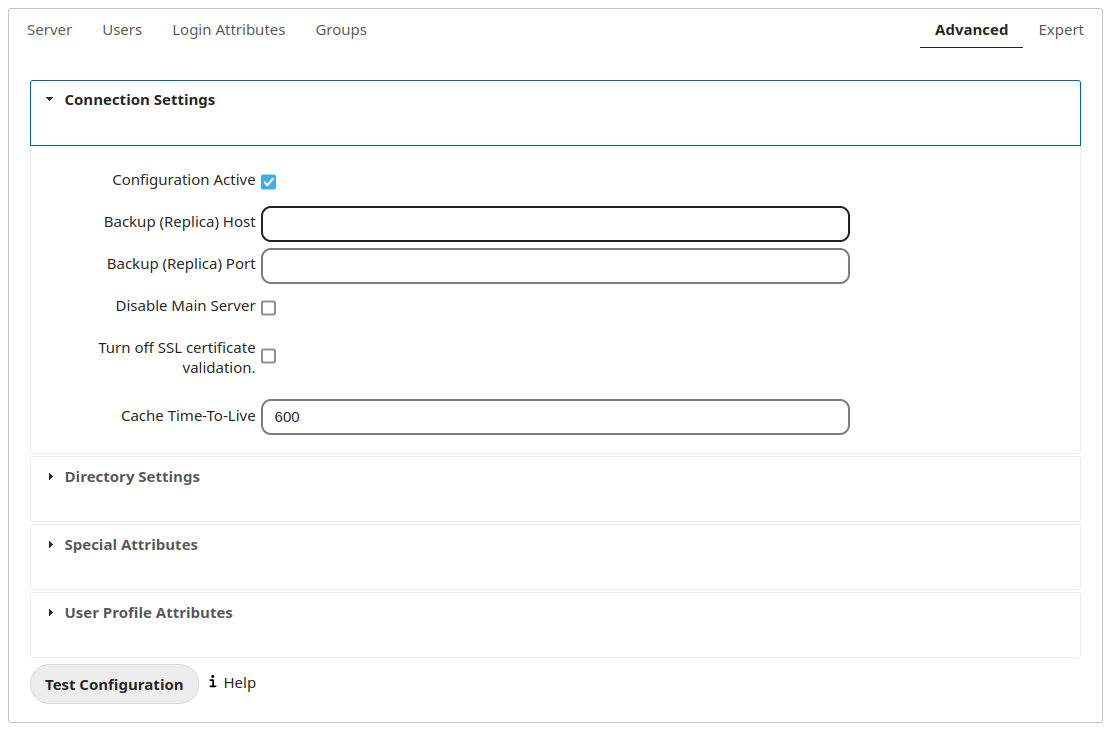 Server Users Login Attributes Groups Advanced Expert
Connection Settings
Configuration Active
Backup (Replica) Host
Backup (Replica) Port
Disable Main Server
Turn off SSL certificate
validation.
Cache Time-To-Live 600
Directory Settings
Special Attributes
User Profile Attributes
Test Configuration Help